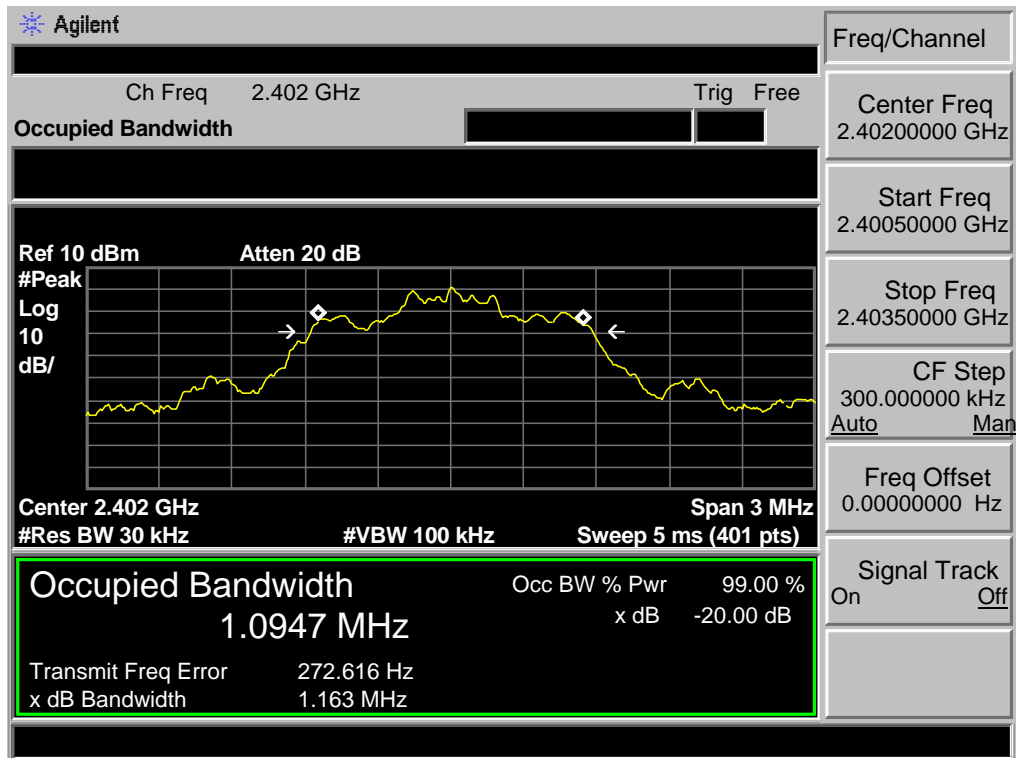 Agilent
Freq/Channel
Ch Freq 2.402 GHz Trig Free
Occupied Bandwidth
Center Freq
2.40200000 GHz
Start Freq
2.40050000 GHz
Stop Freq
2.40350000 GHz
CF Step
300.000000 kHz
Auto Man
Freq Offset
0.00000000 Hz
Signal Track
On Off
Ref 10 dBm Atten 20 dB
#Peak
Log
10
dB/
Center 2.402 GHz Span 3 MHz
#Res BW 30 kHz #VBW 100 kHz Sweep 5 ms (401 pts)
Occupied Bandwidth Occ BW % Pwr 99.00 %
1.0947 MHz x dB -20.00 dB
Transmit Freq Error 272.616 Hz
x dB Bandwidth 1.163 MHz